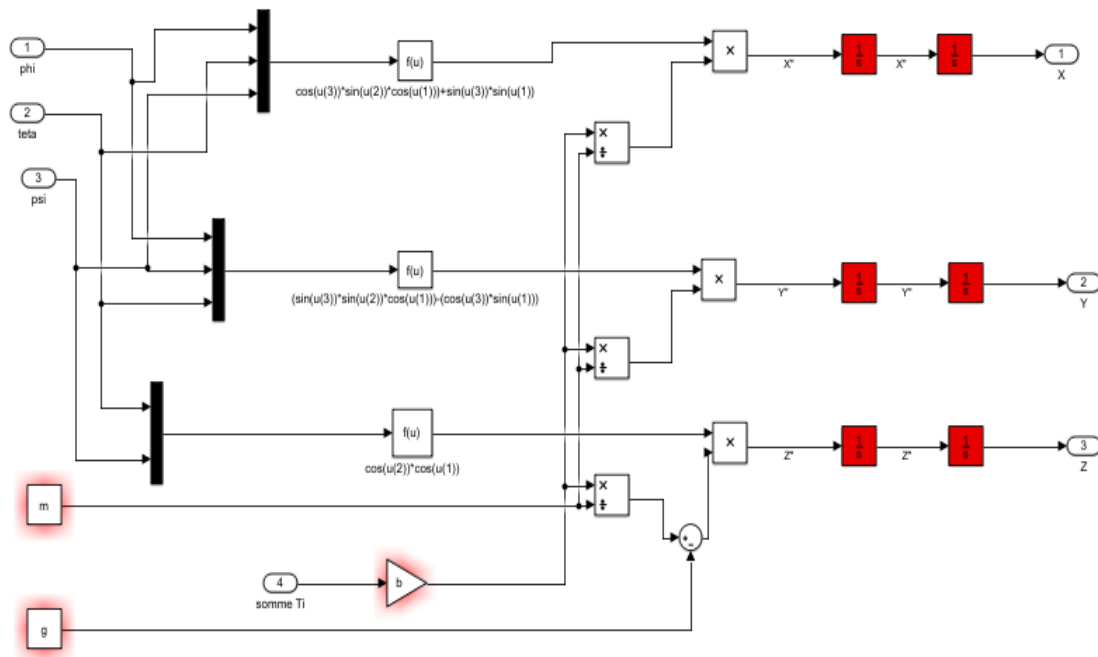 1
phi
2
teta
3
psi
f(u)
cos(u(3))*sin(u(2))*cos(u(1)))+sin(u(3))*sin(u(1))
×
X"
1
s
X"
1
s
1
X
×
÷
f(u)
(sin(u(3))*sin(u(2))*cos(u(1)))-(cos(u(3))*sin(u(1)))
×
Y"
1
s
Y"
1
s
2
Y
×
÷
f(u)
cos(u(2))*cos(u(1))
×
Z"
1
s
Z"
1
s
3
Z
m
×
÷
+
-
4
somme Ti
b
g